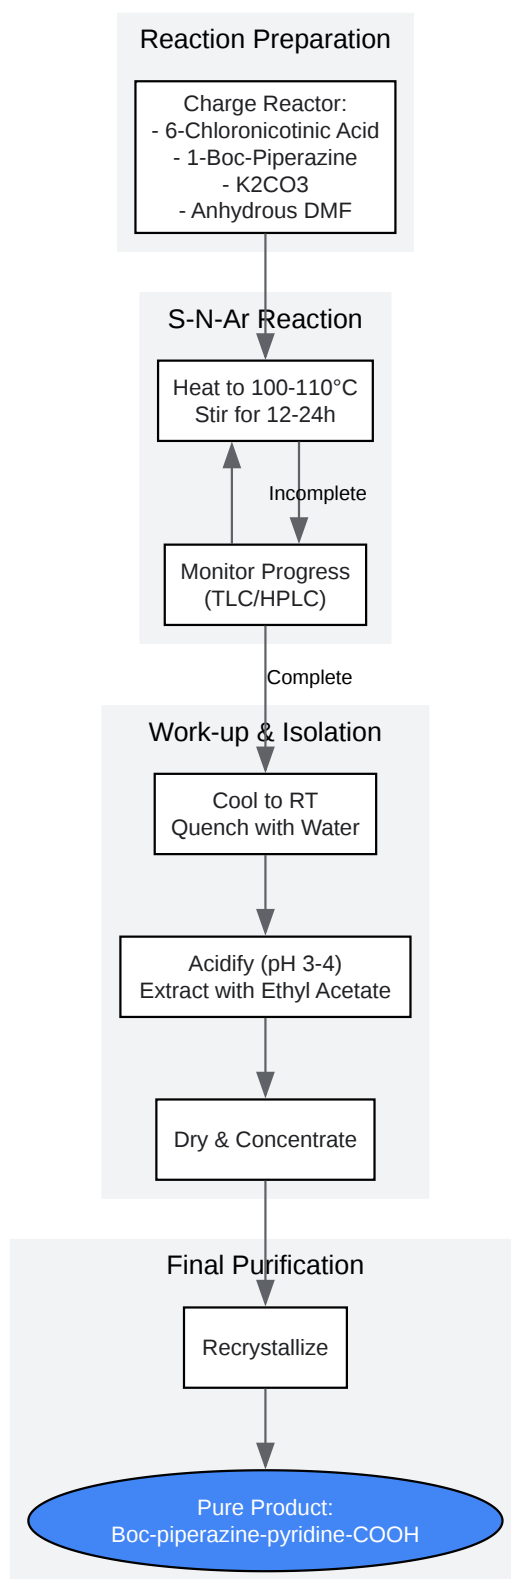 Reaction Preparation
Charge Reactor:
- 6-Chloronicotinic Acid
- 1-Boc-Piperazine
- K2CO3
- Anhydrous DMF
S-N-Ar Reaction
Heat to 100-110°C
Stir for 12-24h
Incomplete
Monitor Progress
(TLC/HPLC)
Complete
Work-up & Isolation
Cool to RT
Quench with Water
Acidify (pH 3-4)
Extract with Ethyl Acetate
Dry & Concentrate
Final Purification
Recrystallize
Pure Product:
Boc-piperazine-pyridine-COOH